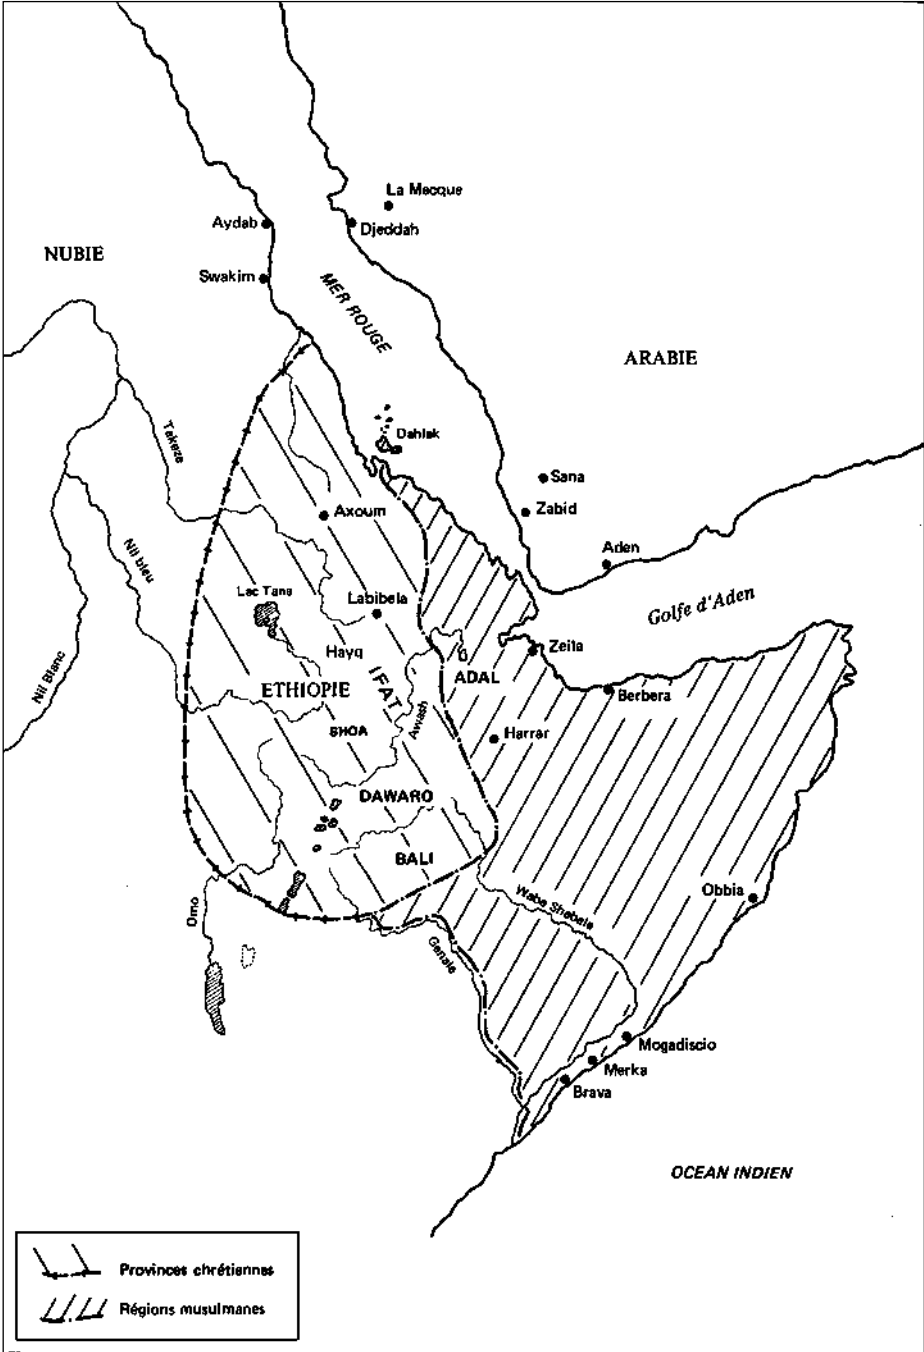 La Mecque
Aydab
Djeddah
NUBIE
Swakim
MER ROUGE
ARABIE
Takeze
Dahlak
Sana
Axoum
Zabid
Nil bleu
Aden
Lac Tana
Labibela
Golfe d'Aden
Nil Blanc
Hayq
Zeila
IFAT
ADAL
ETHIOPIE
Berbera
SHOA
Awash
Harrar
DAWARO
BALI
Obbia
Wabe Shebele
Omo
Genale
Mogadiscio
Merka
Brava
OCEAN INDIEN
Provinces chrétiennes
Régions musulmanes